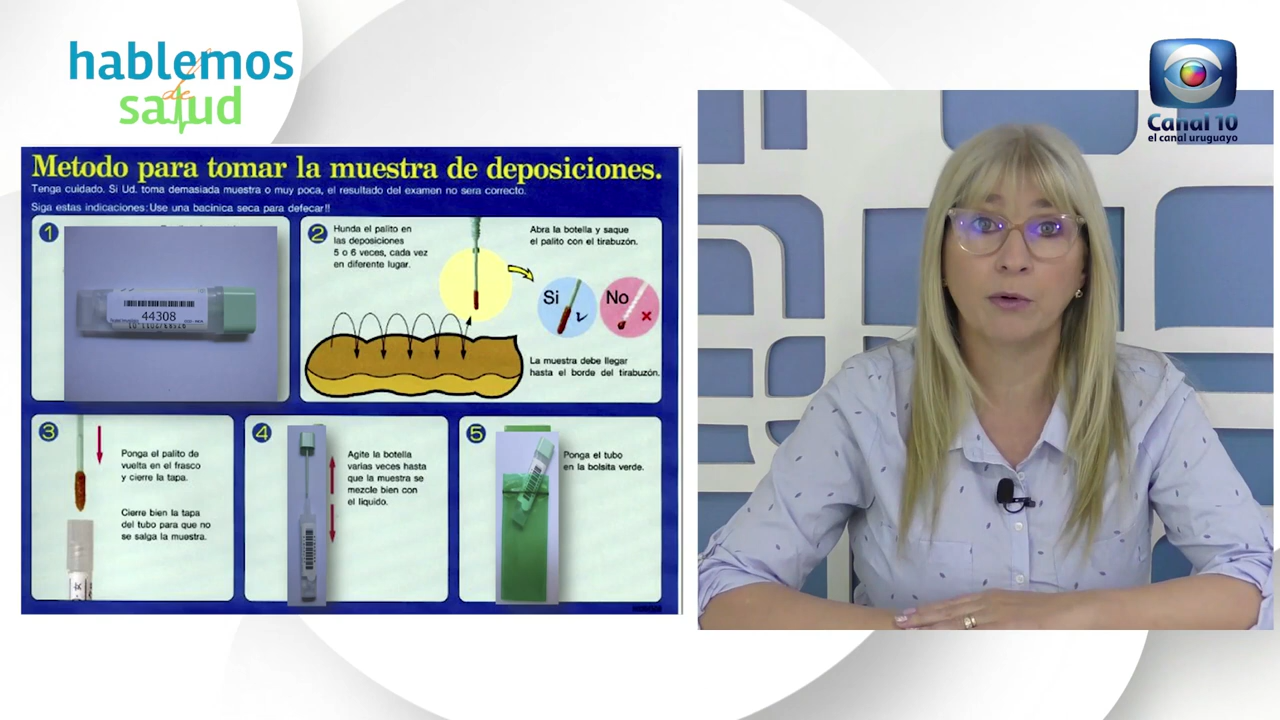 hablemos
de
salud
Canal 10
el canal uruguayo
Metodo para tomar la muestra de deposiciones.
Tenga cuidado. Si Ud. toma demasiada muestra o muy poca, el resultado del examen no sera correcto.
Siga estas indicaciones: Use una bacinica seca para defecar!!
1
44308
2
Hunda el palito en
las deposiciones
5 o 6 veces, cada vez
en diferente lugar.
Abra la botella y saque
el palito con el tirabuzón.
Si
No
La muestra debe llegar
hasta el borde del tirabuzón.
3
Ponga el palito de
vuelta en el frasco
y cierre la tapa.
Cierre bien la tapa
del tubo para que no
se salga la muestra.
4
Agite la botella
varias veces hasta
que la muestra se
mezcle bien con
el liquido.
5
Ponga el tubo
en la bolsita verde.